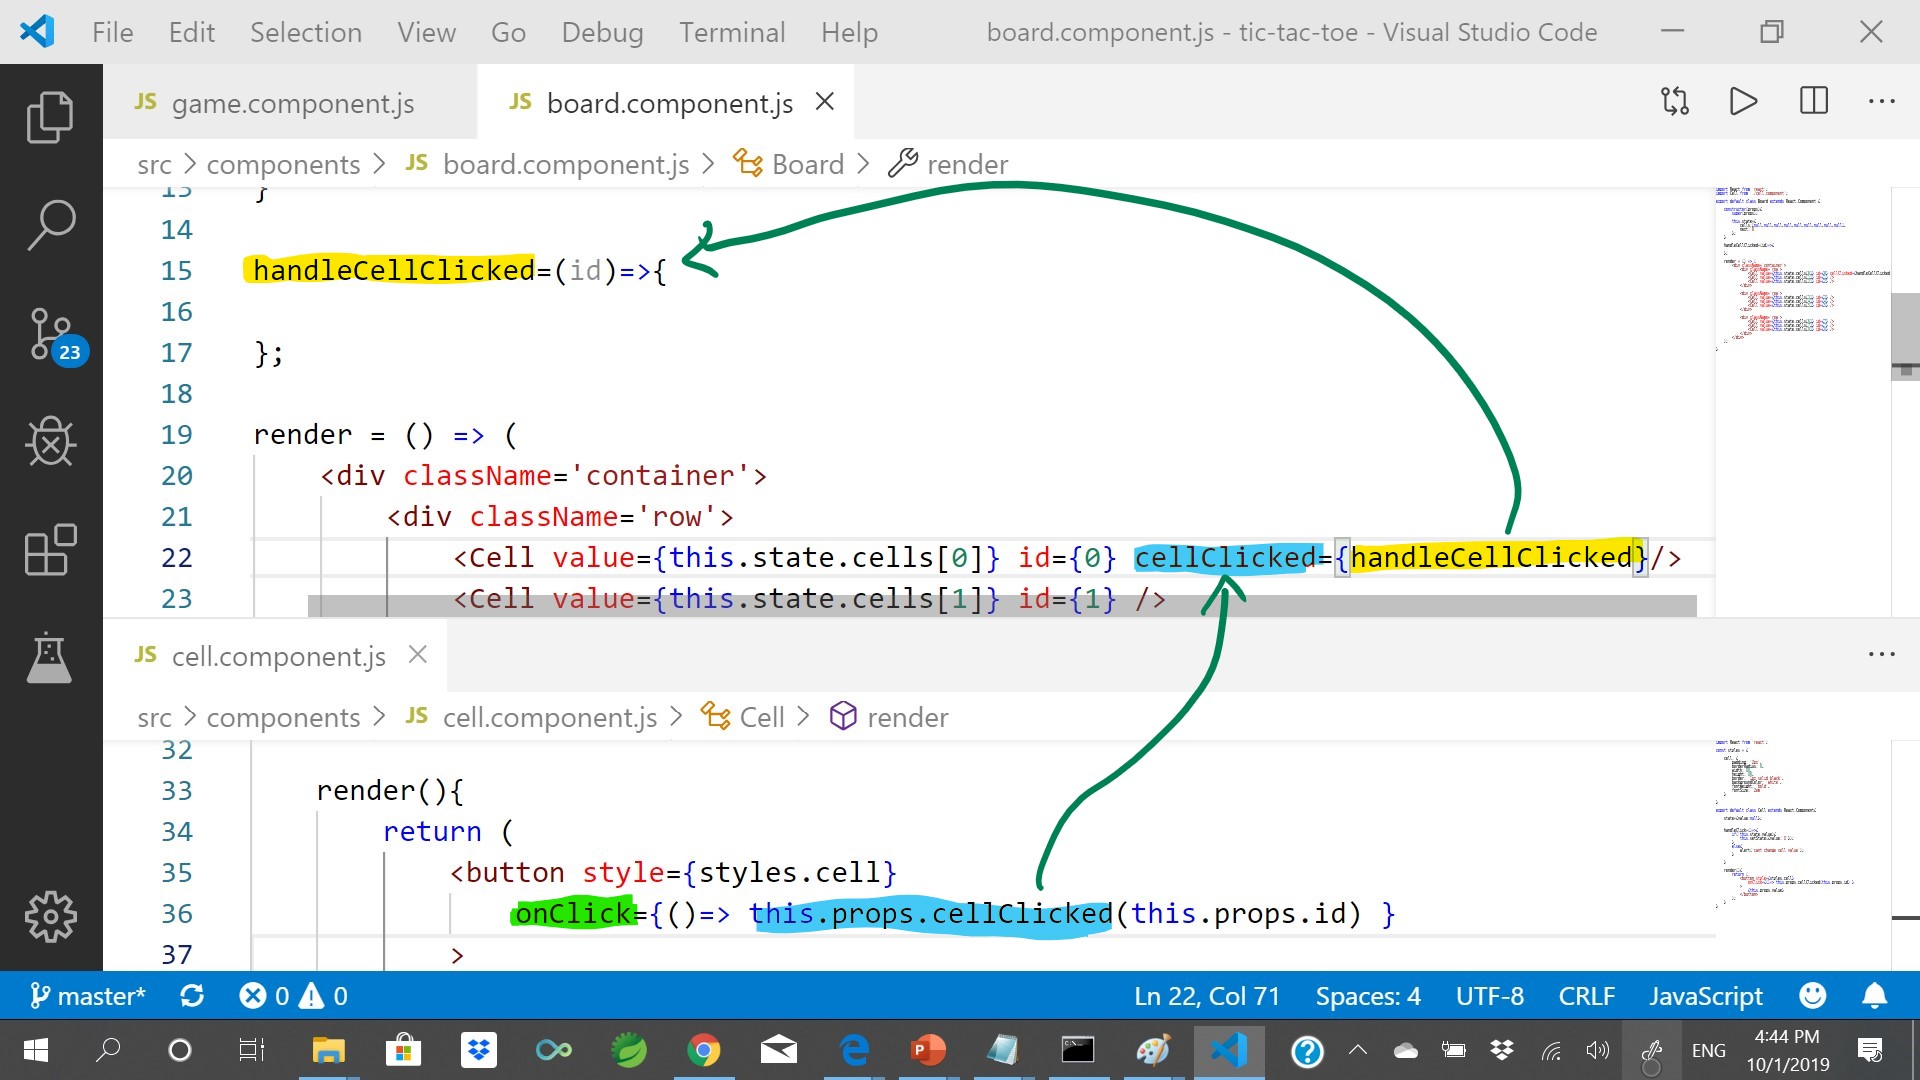 File Edit Selection View Go Debug Terminal Help board.component.js - tic-tac-toe - Visual Studio Code
JS game.component.js JS board.component.js
src > components > JS board.component.js > Board > render
13 }
14
15 handleCellClicked=(id)=>{
16
17 };
18
19 render = () => (
20 <div className='container'>
21 <div className='row'>
22 <Cell value={this.state.cells[0]} id={0} cellClicked={handleCellClicked}/>
23 <Cell value={this.state.cells[1]} id={1} />
JS cell.component.js
src > components > JS cell.component.js > Cell > render
32
33 render(){
34 return (
35 <button style={styles.cell}
36 onClick={()=> this.props.cellClicked(this.props.id) }
37 >
23
master* 0 0 Ln 22, Col 71 Spaces: 4 UTF-8 CRLF JavaScript
ENG 4:44 PM
10/1/2019